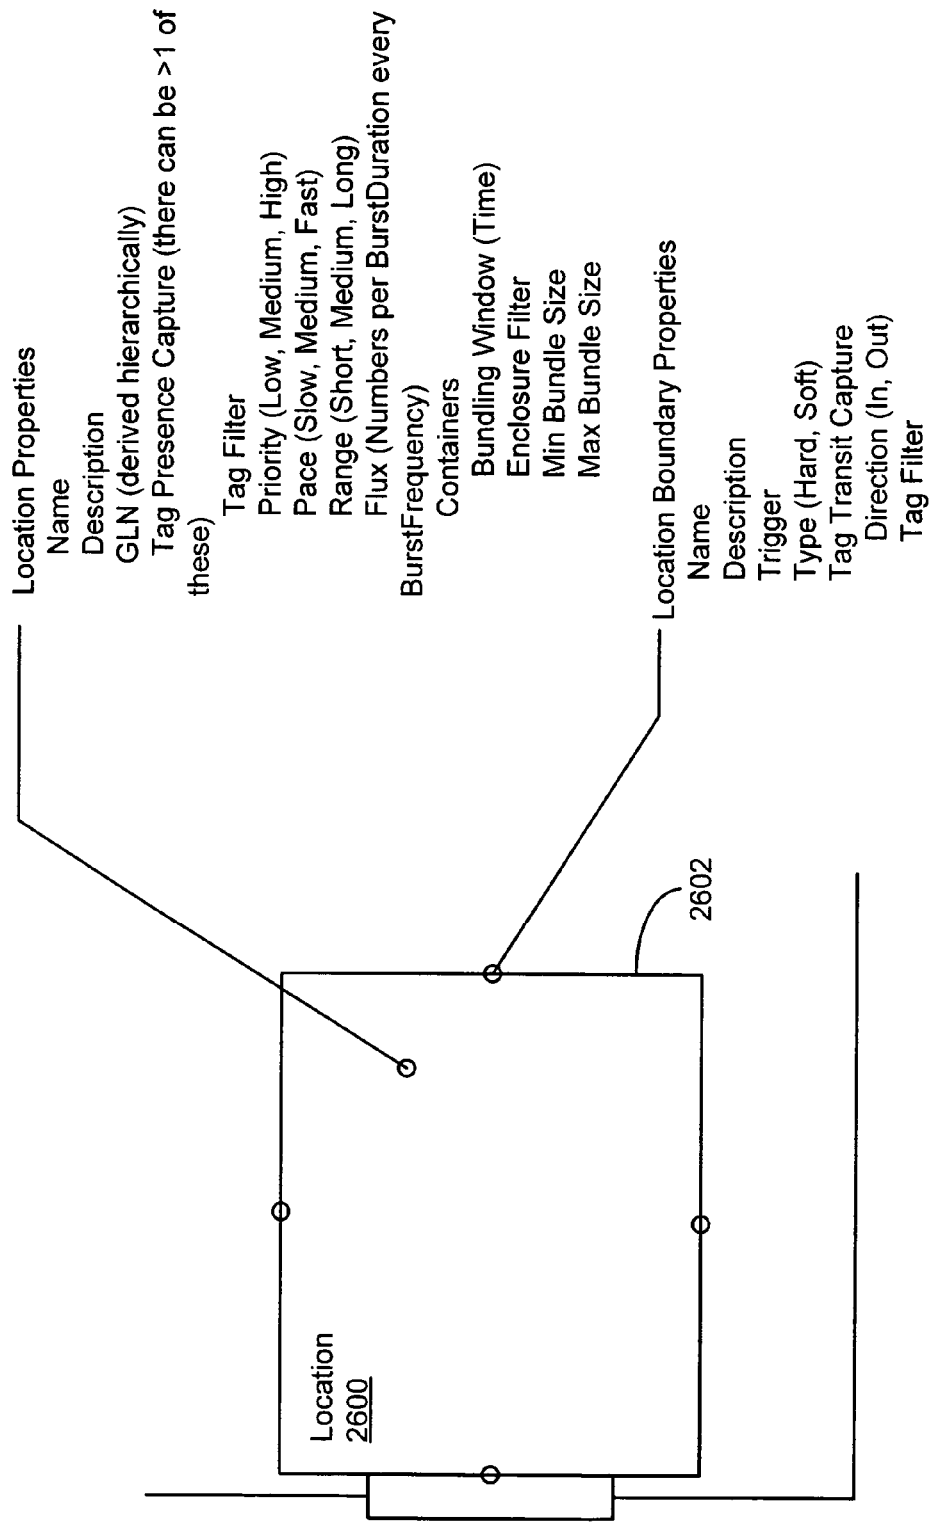 Location Properties
Name
Description
GLN (derived hierarchically)
Tag Presence Capture (there can be >1 of
these)
Tag Filter
Priority (Low, Medium, High)
Pace (Slow, Medium, Fast)
Range (Short, Medium, Long)
Flux (Numbers per BurstDuration every
BurstFrequency)
Containers
Bundling Window (Time)
Enclosure Filter
Min Bundle Size
Max Bundle Size
Location Boundary Properties
Name
Description
Trigger
Type (Hard, Soft)
Tag Transit Capture
Direction (In, Out)
Tag Filter
Location
2600
2602